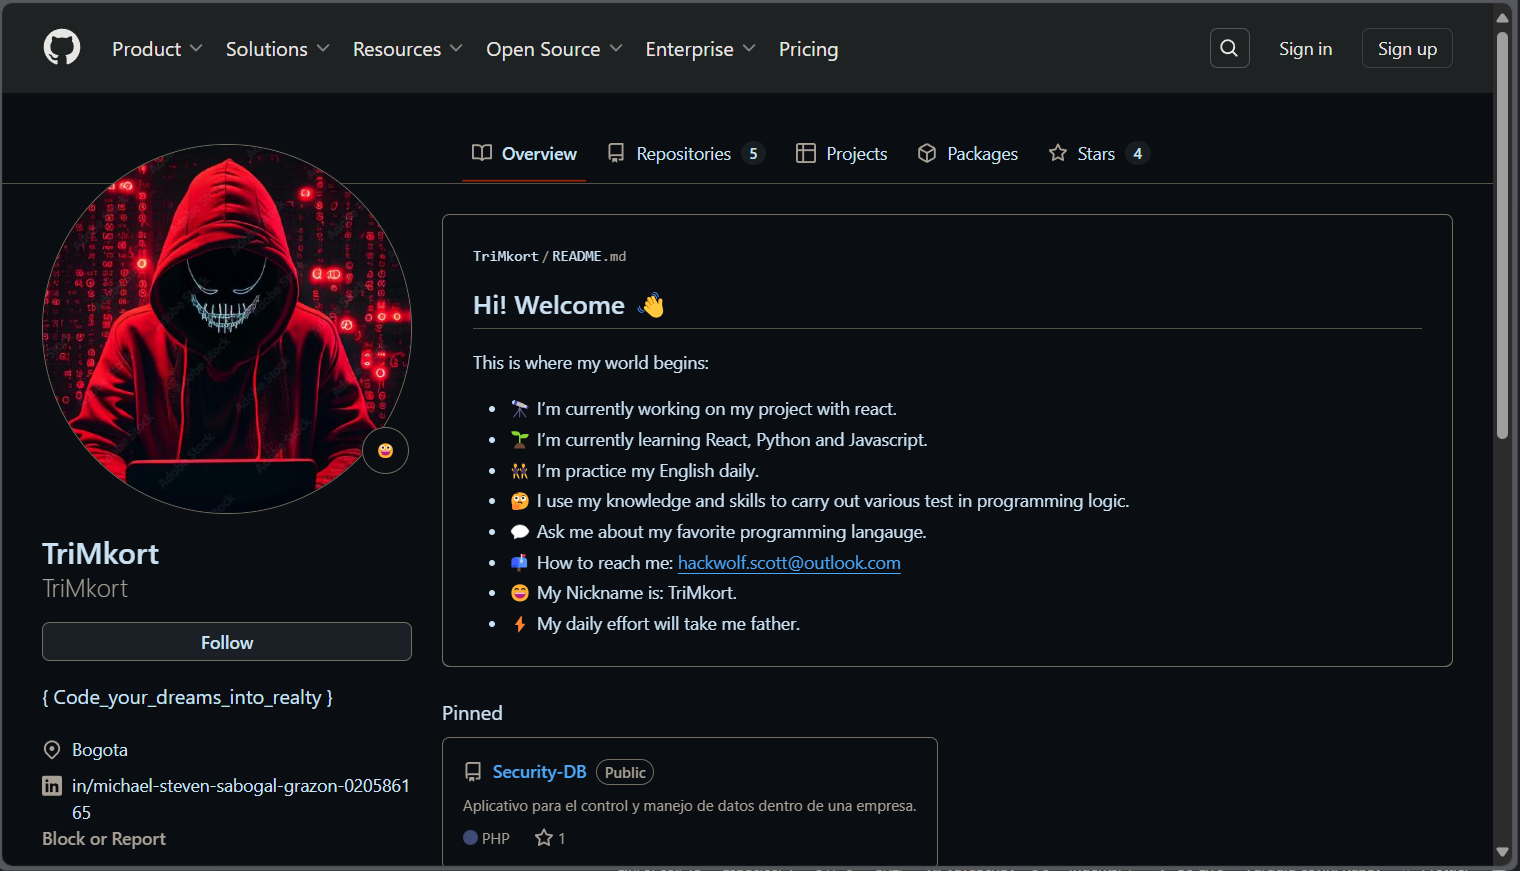 Product Solutions Resources Open Source Enterprise Pricing Sign in Sign up
Overview Repositories 5 Projects Packages Stars 4
TriMkort/README.md
Hi! Welcome 👋
This is where my world begins:
🔭 I’m currently working on my project with react.
🌱 I’m currently learning React, Python and Javascript.
👯 I’m practice my English daily.
🤔 I use my knowledge and skills to carry out various test in programming logic.
💬 Ask me about my favorite programming langauge.
📫 How to reach me: hackwolf.scott@outlook.com
😄 My Nickname is: TriMkort.
⚡ My daily effort will take me father.
TriMkort
TriMkort
Follow
{ Code_your_dreams_into_realty }
Bogota
in/michael-steven-sabogal-grazon-0205861
65
Block or Report
Pinned
Security-DB Public
Aplicativo para el control y manejo de datos dentro de una empresa.
PHP 1
Adobe Stock